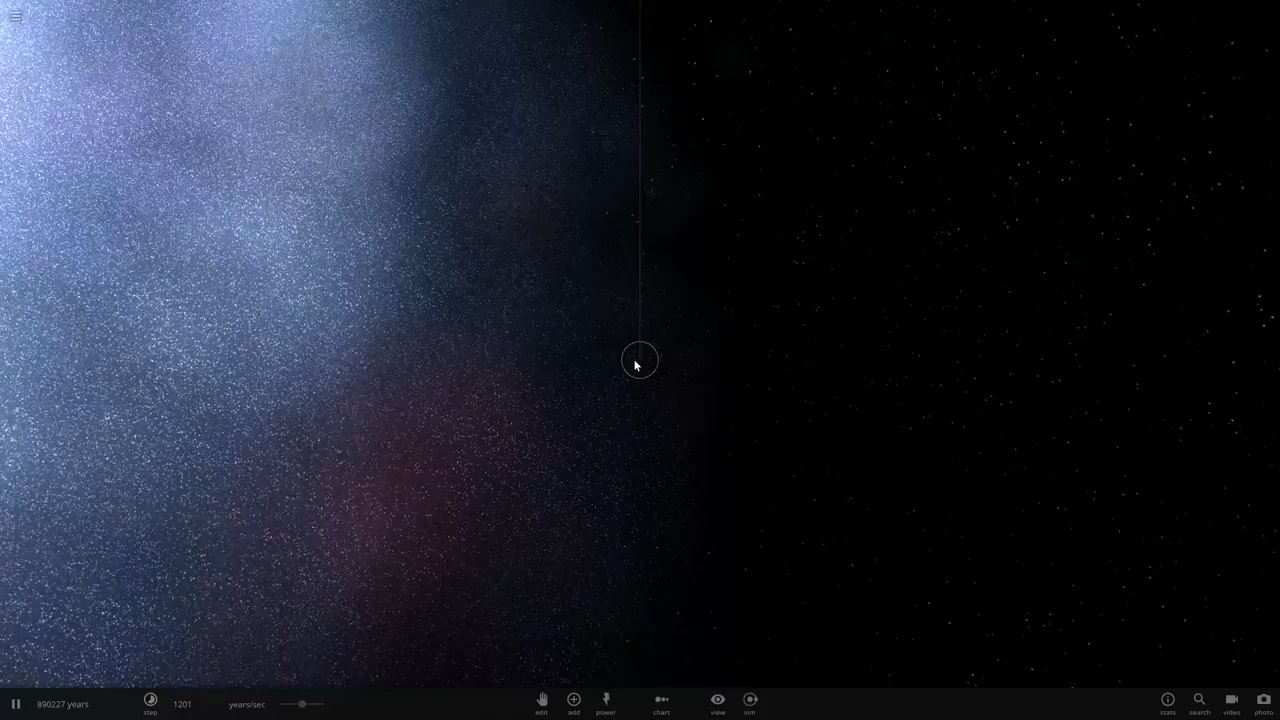 890227 years
step
1201
years/sec
edit
add
power
chart
view
sim
stats
search
video
photo